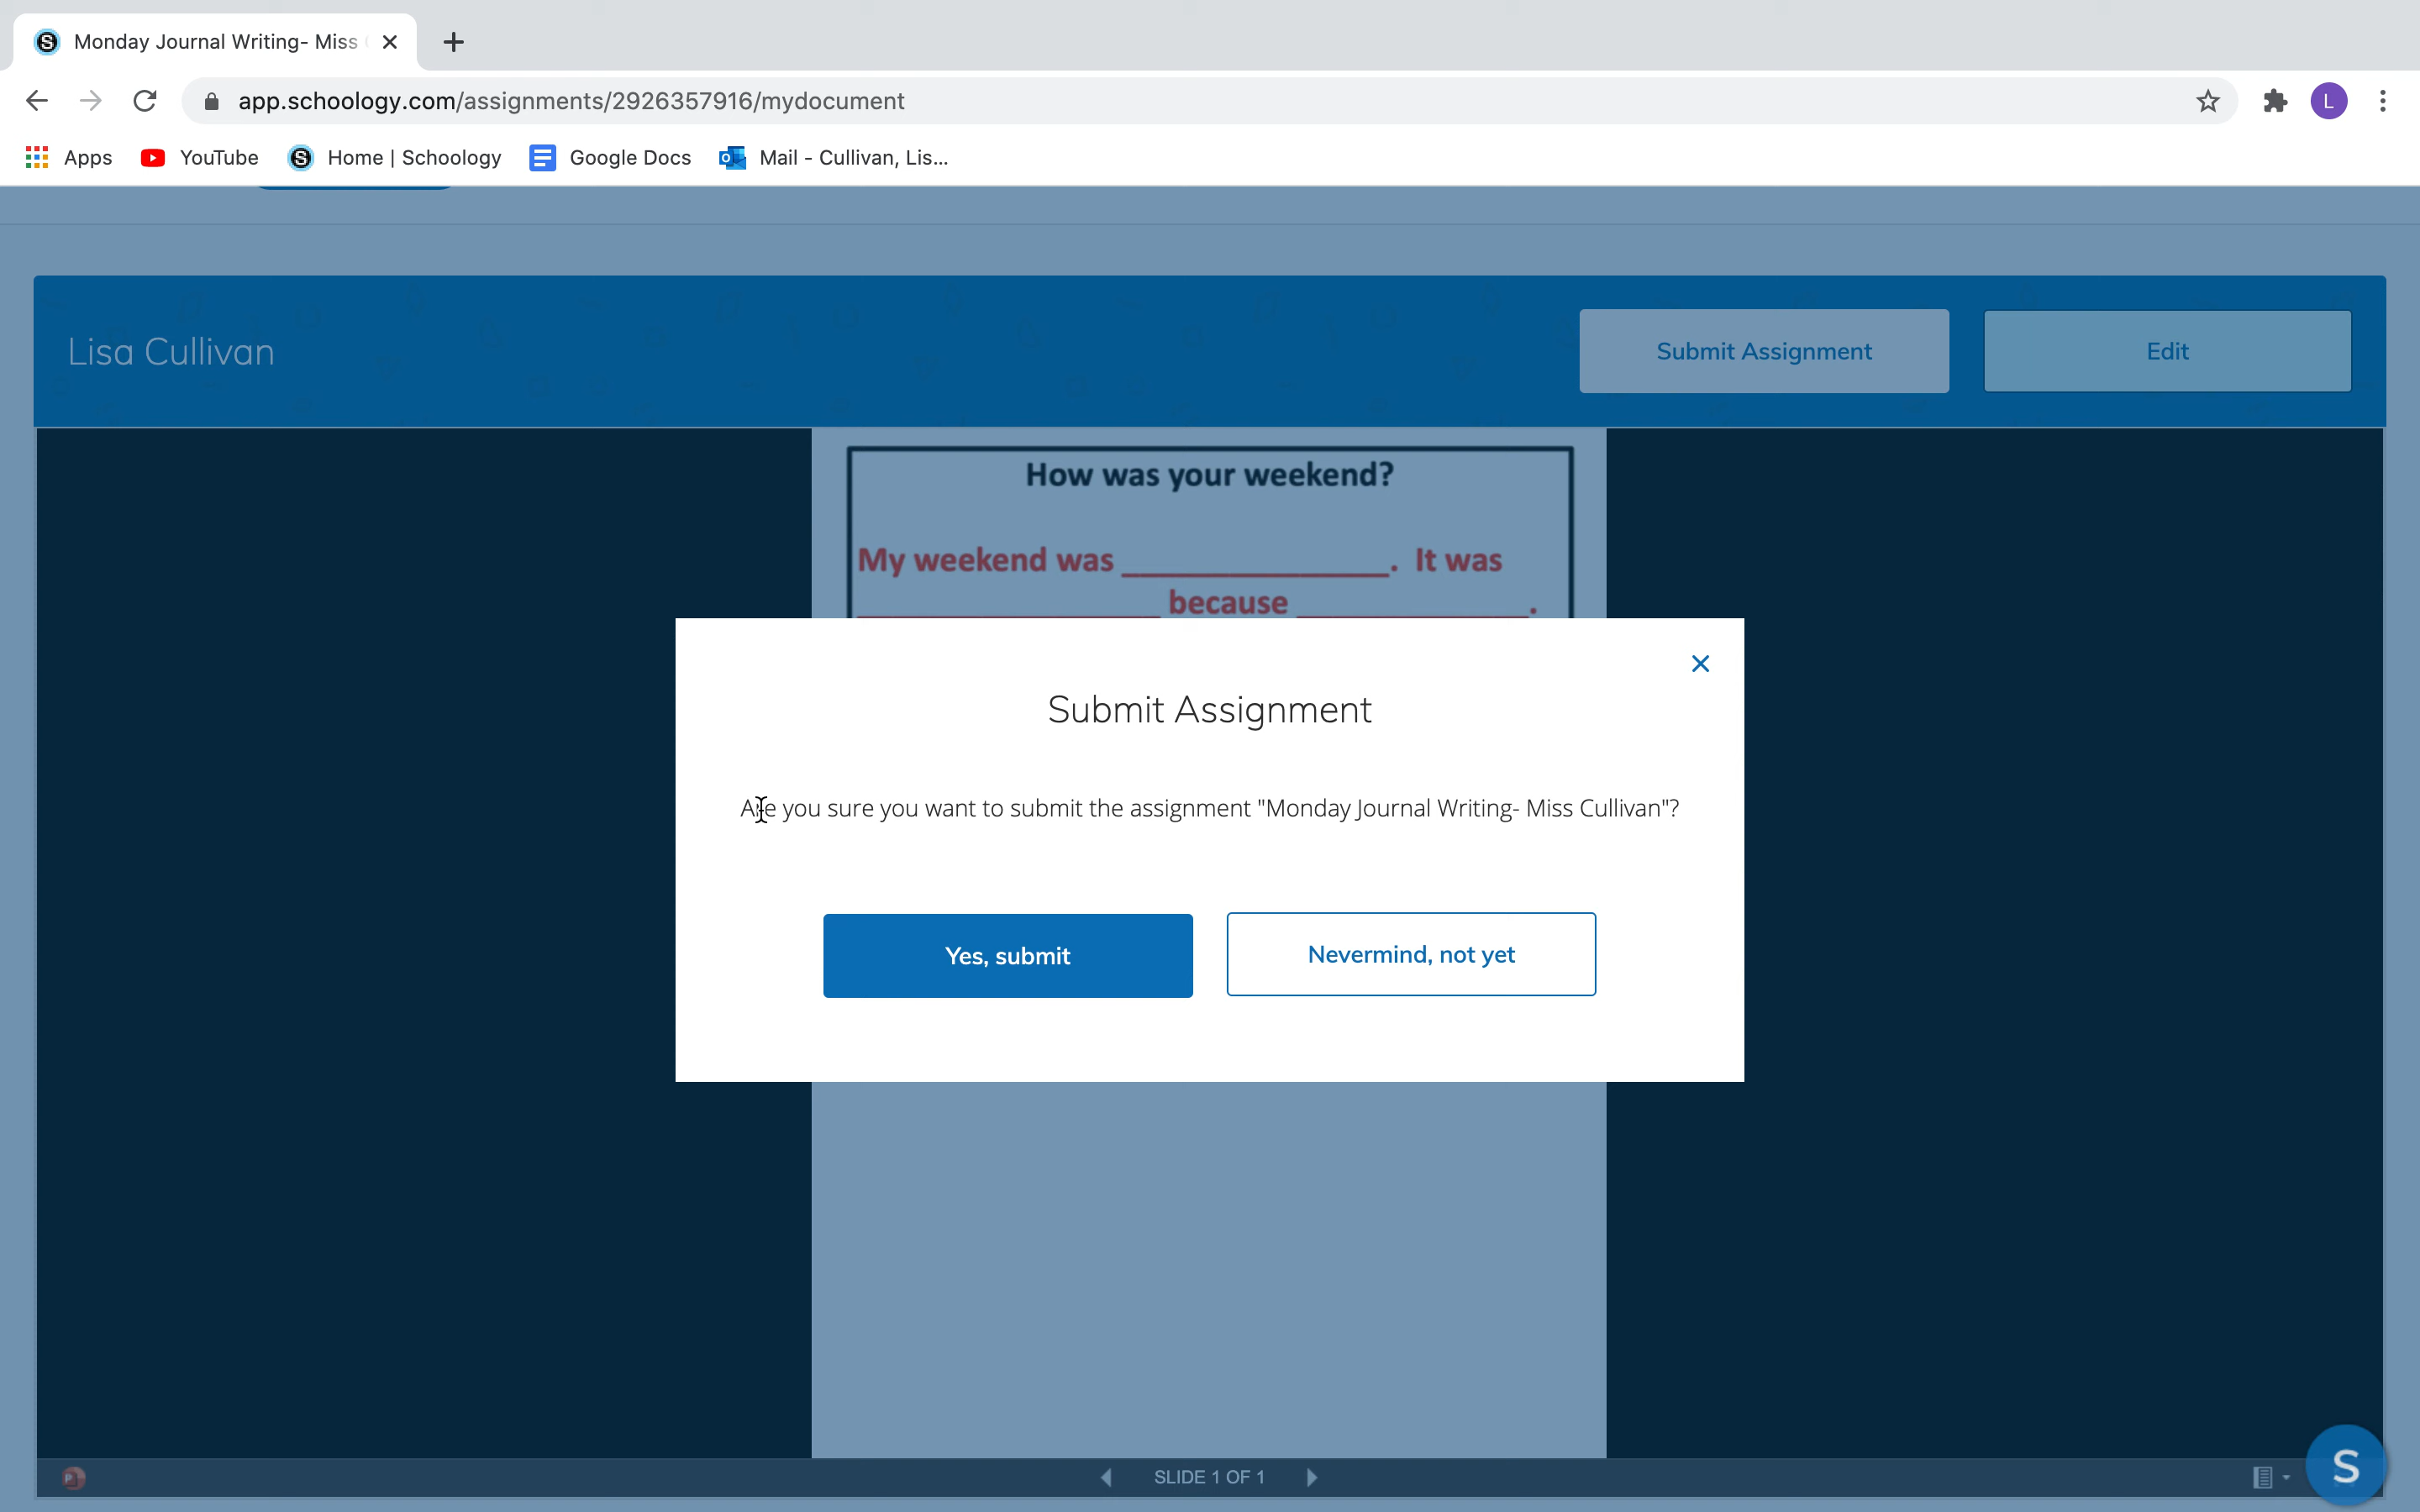 Monday Journal Writing- Miss
app.schoology.com/assignments/2926357916/mydocument
L
Apps
YouTube
Home | Schoology
Google Docs
Mail - Cullivan, Lis...
Lisa Cullivan
Submit Assignment
Edit
How was your weekend?
My weekend was _______________. It was
_________________ because _____________.
Submit Assignment
Are you sure you want to submit the assignment "Monday Journal Writing- Miss Cullivan"?
Yes, submit
Nevermind, not yet
SLIDE 1 OF 1
S